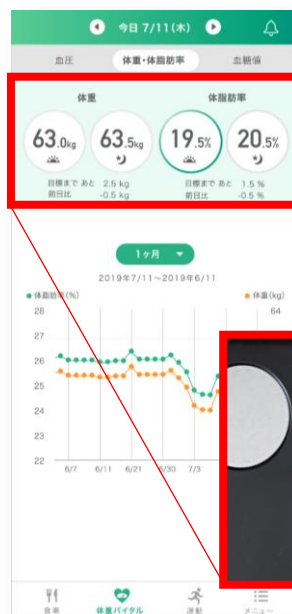 今日 7/11(木)
血圧 体重・体脂肪率 血糖値
体重 体脂肪率
63.0kg 63.5kg 19.5% 20.5%
目標まで あと 2.5 kg 目標まで あと 1.5 %
前日比 -0.5 kg 前日比 -0.5 %
1ヶ月
2019年7/11～2019年6/11
体脂肪率(%) 体重(kg)
28 64
27
26
25
24
23
22
6/7 6/11 6/21 6/30 7/3
食事 体重バイタル 運動 メニュー